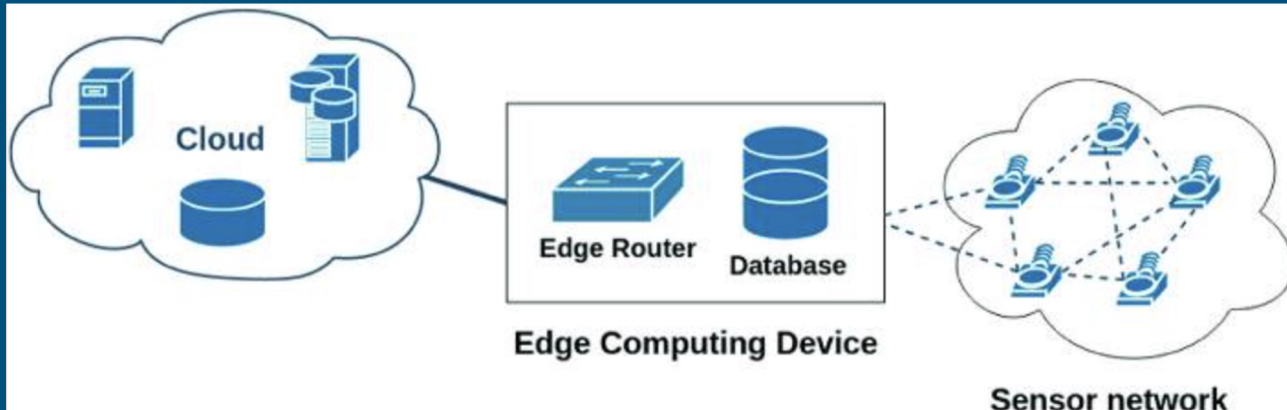 Cloud
Edge Router
Database
Edge Computing Device
Sensor network